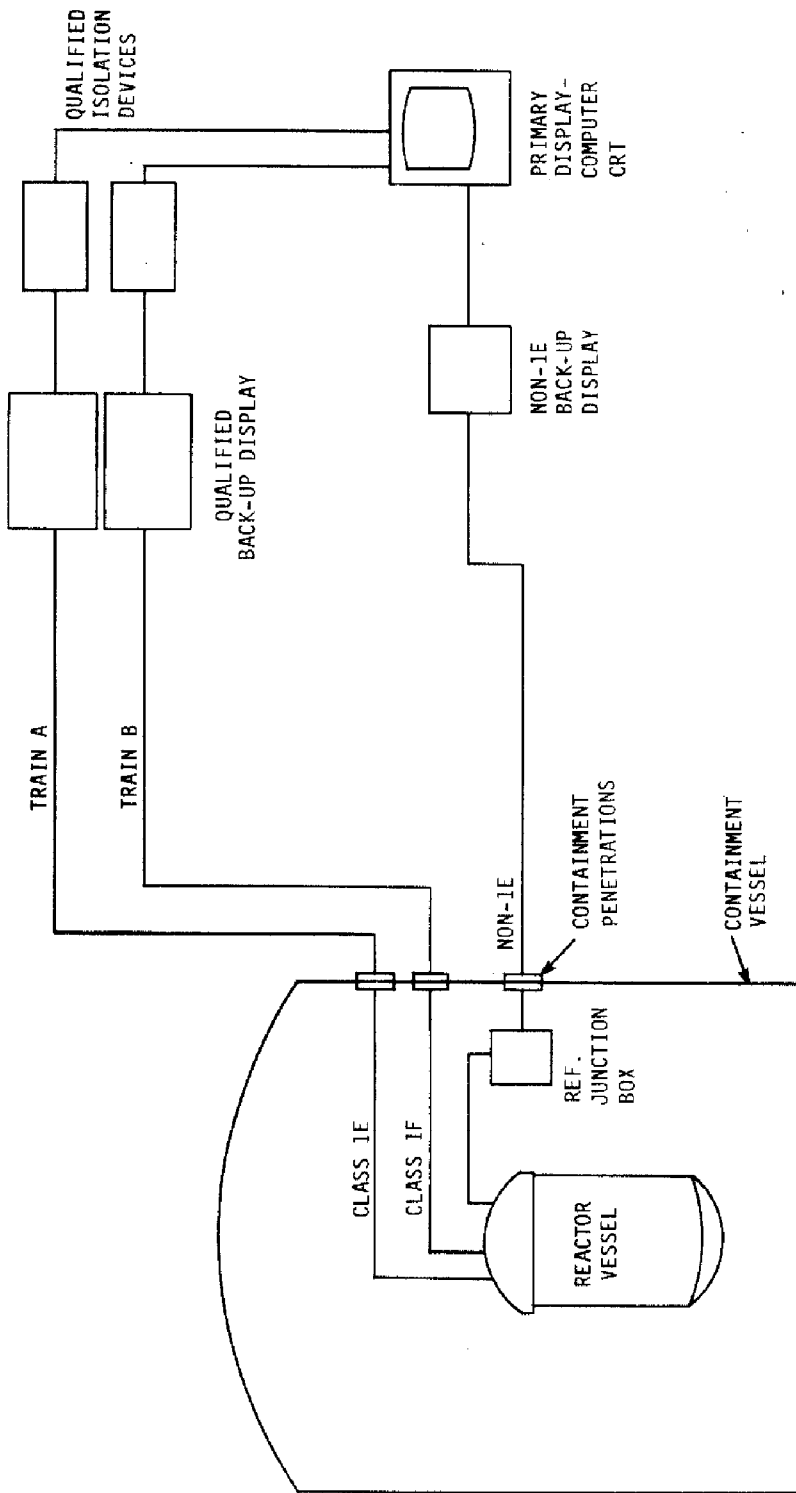 QUALIFIED
ISOLATION
DEVICES
PRIMARY
DISPLAY-
COMPUTER
CRT
QUALIFIED
BACK-UP DISPLAY
NON-1E
BACK-UP
DISPLAY
TRAIN A
TRAIN B
NON-1E
CONTAINMENT
PENETRATIONS
CONTAINMENT
VESSEL
CLASS 1E
CLASS 1F
REF.
JUNCTION
BOX
REACTOR
VESSEL